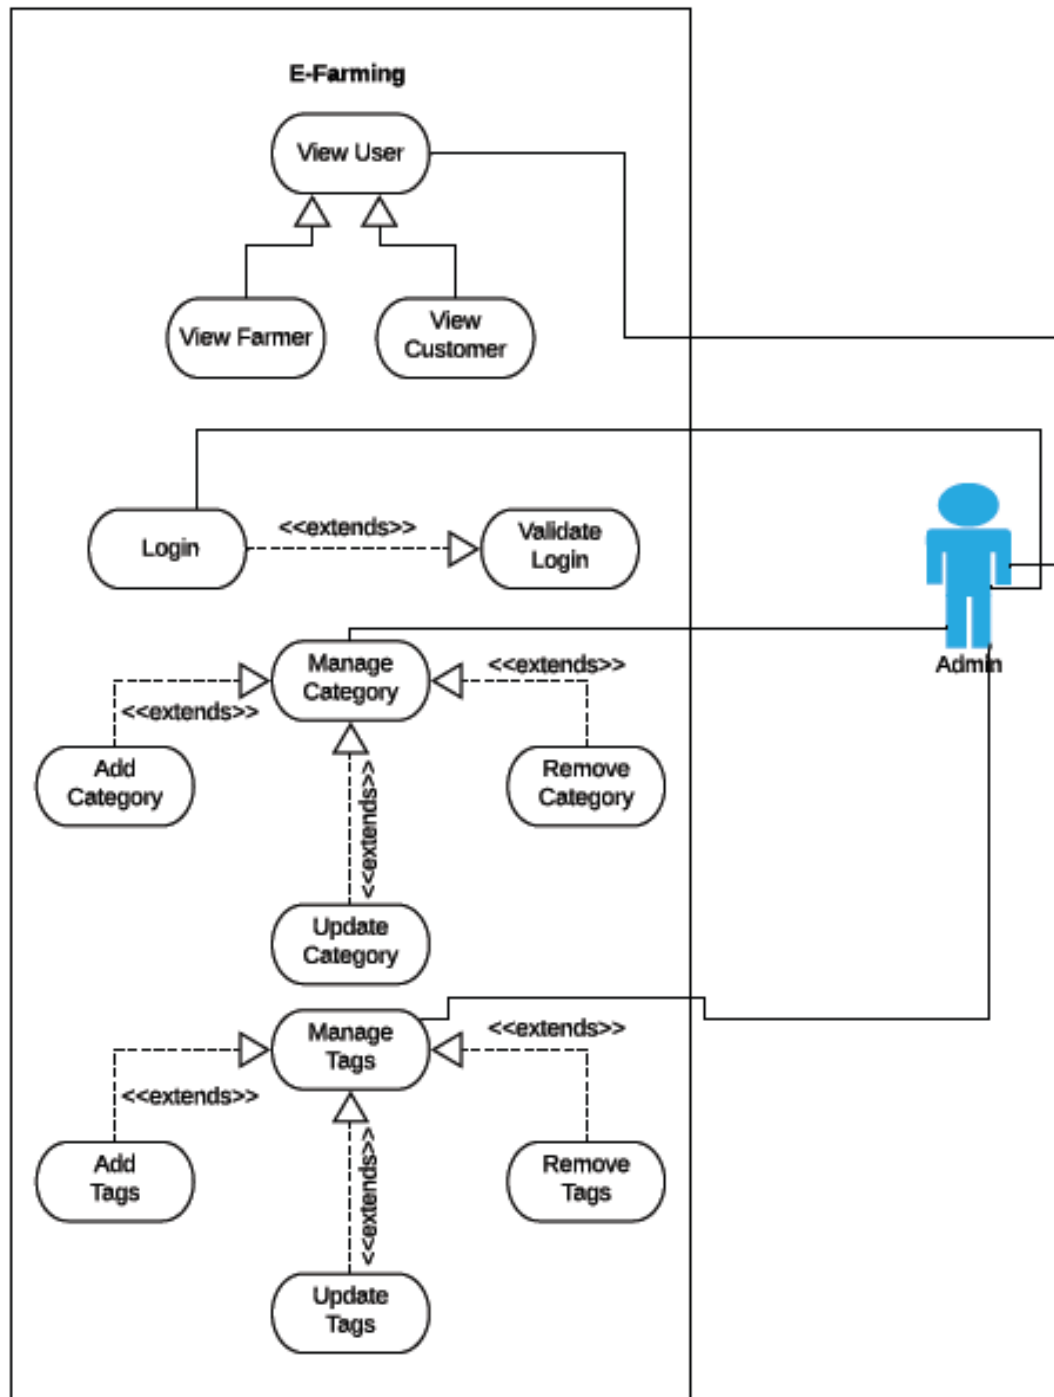 E-Farming
View User
View Farmer
View
Customer
Login
<<extends>>
Validate
Login
Admin
Manage
Category
<<extends>>
<<extends>>
Add
Category
<<extends>>
Remove
Category
Update
Category
Manage
Tags
<<extends>>
<<extends>>
Add
Tags
<<extends>>
Remove
Tags
Update
Tags